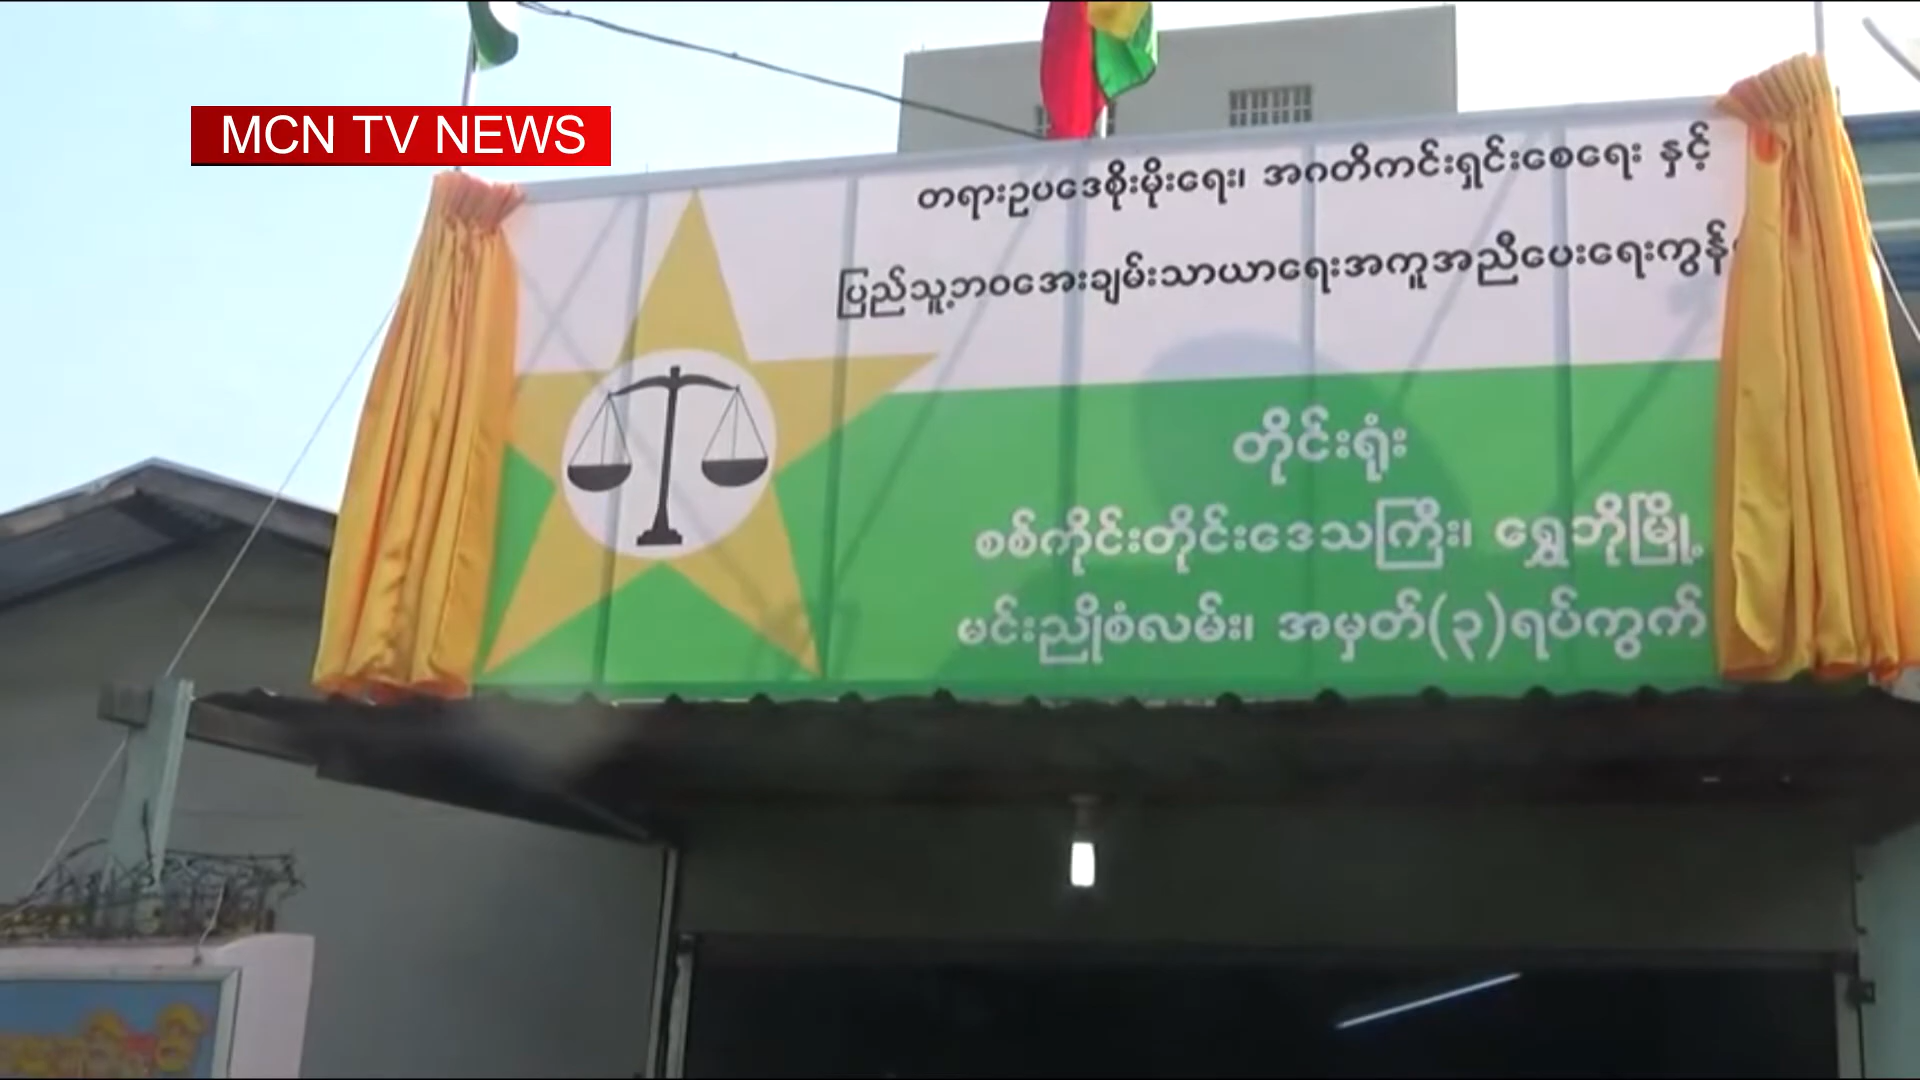 MCN TV NEWS
တရားဥပဒေစိုးမိုးရေး၊ အဂတိကင်းရှင်းစေရေး နှင့်
ပြည်သူ့ဘဝအေးချမ်းသာယာရေးအကူအညီပေးရေးကွန်
တိုင်းရုံး
စစ်ကိုင်းတိုင်းဒေသကြီး၊ ရွှေဘိုမြို့
မင်းညိုစံလမ်း၊ အမှတ်(၃)ရပ်ကွက်